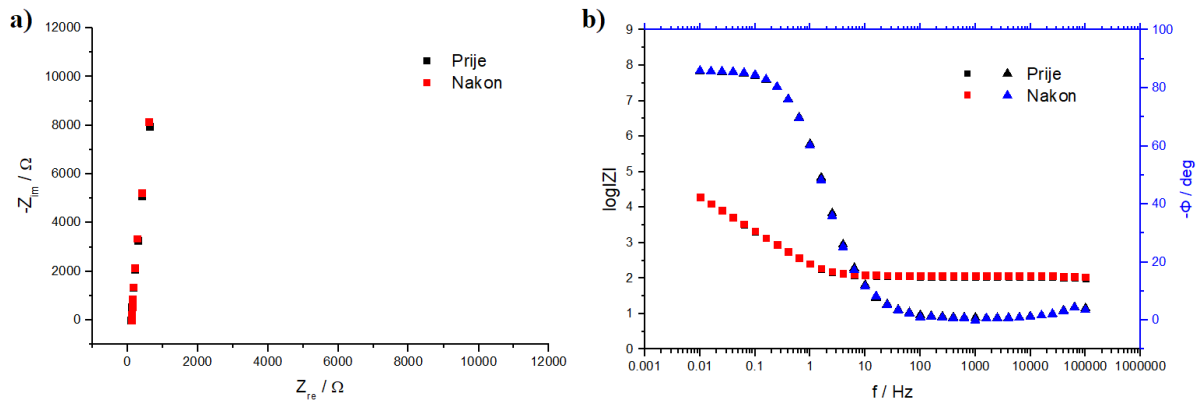 a)
12000
10000
8000
6000
4000
2000
0
-Z_im / Ω
Prije
Nakon
0 2000 4000 6000 8000 10000 12000
Z_re / Ω
b)
9
8
7
6
5
4
3
2
1
0
logIZI
Prije
Nakon
100
80
60
40
20
0
-Φ / deg
0.001 0.01 0.1 1 10 100 1000 10000 100000 1000000
f / Hz